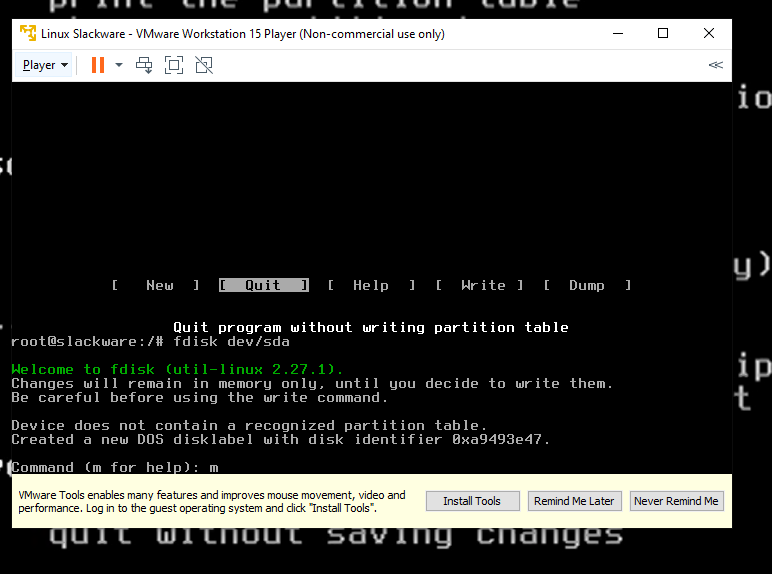 print the partition table
Linux Slackware - VMware Workstation 15 Player (Non-commercial use only)
Player
io
y)
ip
t
[ New ] [ Quit ] [ Help ] [ Write ] [ Dump ]
Quit program without writing partition table
root@slackware:/# fdisk dev/sda
Welcome to fdisk (util-linux 2.27.1).
Changes will remain in memory only, until you decide to write them.
Be careful before using the write command.
Device does not contain a recognized partition table.
Created a new DOS disklabel with disk identifier 0xa9493e47.
Command (m for help): m
VMware Tools enables many features and improves mouse movement, video and
performance. Log in to the guest operating system and click "Install Tools".
Install Tools
Remind Me Later
Never Remind Me
quit without saving changes